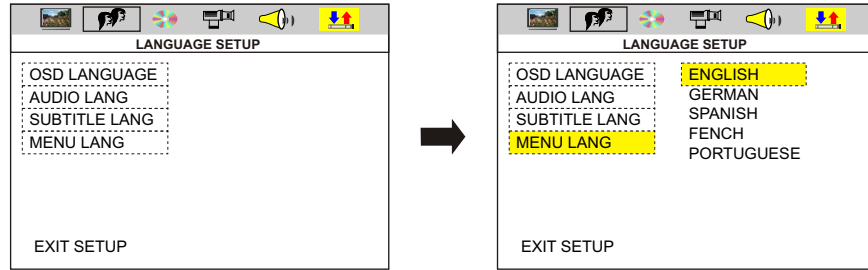 LANGUAGE SETUP
OSD LANGUAGE
AUDIO LANG
SUBTITLE LANG
MENU LANG
EXIT SETUP
LANGUAGE SETUP
OSD LANGUAGE
AUDIO LANG
SUBTITLE LANG
MENU LANG
ENGLISH
GERMAN
SPANISH
FENCH
PORTUGUESE
EXIT SETUP